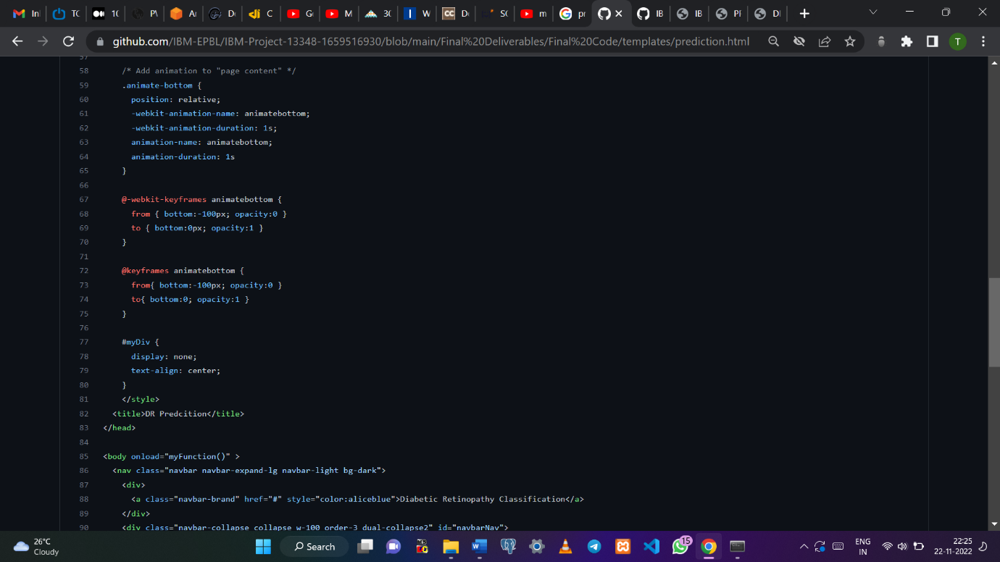 In
TC
1(
PV
Ar
De
C
Ge
M
3(
W
De
SC
m
pr
IB
IB
PF
DI
github.com/IBM-EPBL/IBM-Project-13348-1659516930/blob/main/Final%20Deliverables/Final%20Code/templates/prediction.html
T
57
58 /* Add animation to "page content" */
59 .animate-bottom {
60 position: relative;
61 -webkit-animation-name: animatebottom;
62 -webkit-animation-duration: 1s;
63 animation-name: animatebottom;
64 animation-duration: 1s
65 }
66
67 @-webkit-keyframes animatebottom {
68 from { bottom:-100px; opacity:0 }
69 to { bottom:0px; opacity:1 }
70 }
71
72 @keyframes animatebottom {
73 from{ bottom:-100px; opacity:0 }
74 to{ bottom:0; opacity:1 }
75 }
76
77 #myDiv {
78 display: none;
79 text-align: center;
80 }
81 </style>
82 <title>DR Predcition</title>
83 </head>
84
85 <body onload="myFunction()" >
86 <nav class="navbar navbar-expand-lg navbar-light bg-dark">
87 <div>
88 <a class="navbar-brand" href="#" style="color:aliceblue">Diabetic Retinopathy Classification</a>
89 </div>
90 <div class="navbar-collapse collapse w-100 order-3 dual-collapse2" id="navbarNav">
26°C
Cloudy
Search
15
ENG
IN
22:25
22-11-2022